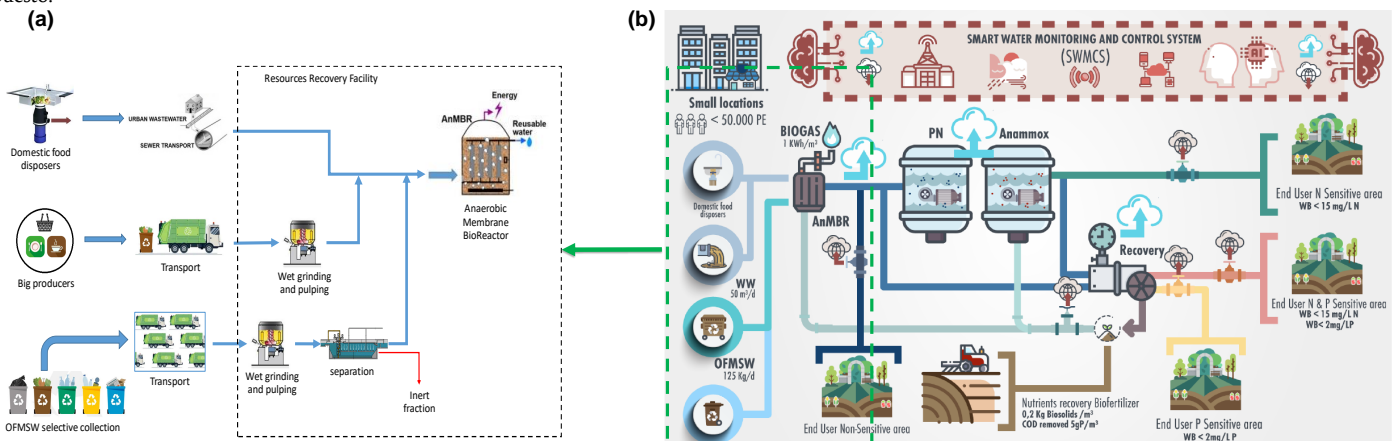 (a)
Resources Recovery Facility
Domestic food
disposers
URBAN WASTEWATER
SEWER TRANSPORT
Energy
AnMBR
Reusable
water
Anaerobic
Membrane
BioReactor
Big producers
Transport
Wet grinding
and pulping
Transport
Wet grinding
and pulping
separation
Inert
fraction
OFMSW selective collection
(b)
SMART WATER MONITORING AND CONTROL SYSTEM
(SWMCS)
AI
Small locations
< 50.000 PE
BIOGAS
1 KWh/m³
PN
Anammox
Domestic food
disposers
AnMBR
WW
50 m³/d
OFMSW
125 Kg/d
Recovery
End User N Sensitive area
WB < 15 mg/L N
End User N & P Sensitive area
WB < 15 mg/L N
WB < 2mg/LP
End User Non-Sensitive area
Nutrients recovery Biofertilizer
0,2 Kg Biosolids /m³
COD removed 5gP/m³
End User P Sensitive area
WB < 2mg/L P